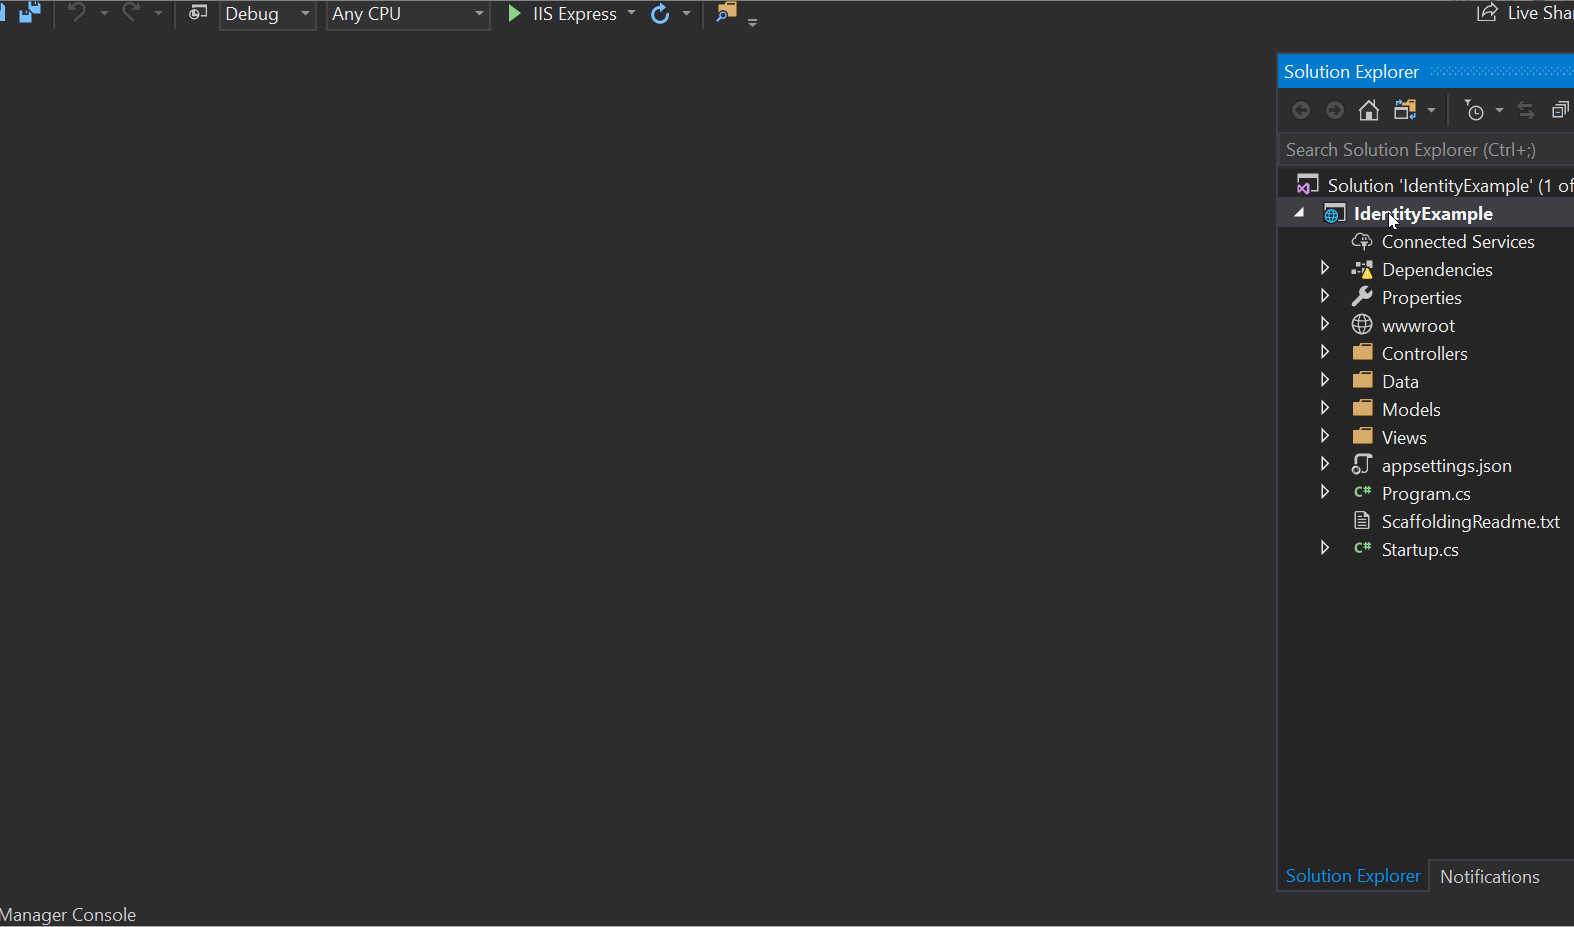 Debug
Any CPU
IIS Express
Live Shar
Solution Explorer
Search Solution Explorer (Ctrl+;)
Solution 'IdentityExample' (1 of
IdentityExample
Connected Services
Dependencies
Properties
wwwroot
Controllers
Data
Models
Views
appsettings.json
C# Program.cs
ScaffoldingReadme.txt
C# Startup.cs
Solution Explorer
Notifications
Manager Console